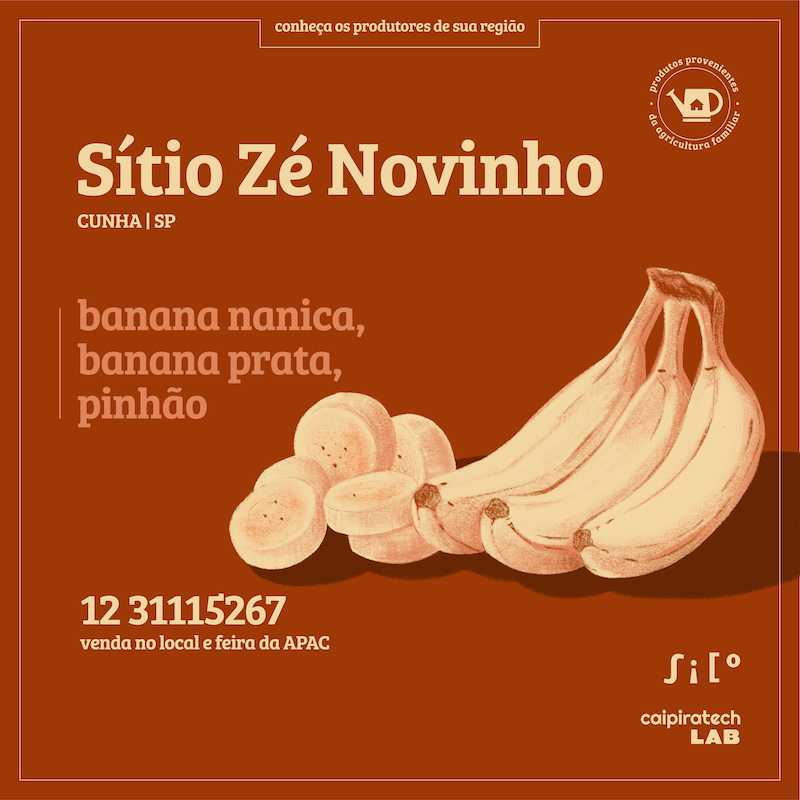 conheça os produtores de sua região
produtos provenientes
da agricultura familiar
Sítio Zé Novinho
CUNHA | SP
banana nanica,
banana prata,
pinhão
12 31115267
venda no local e feira da APAC
Silo
caipiratech
LAB